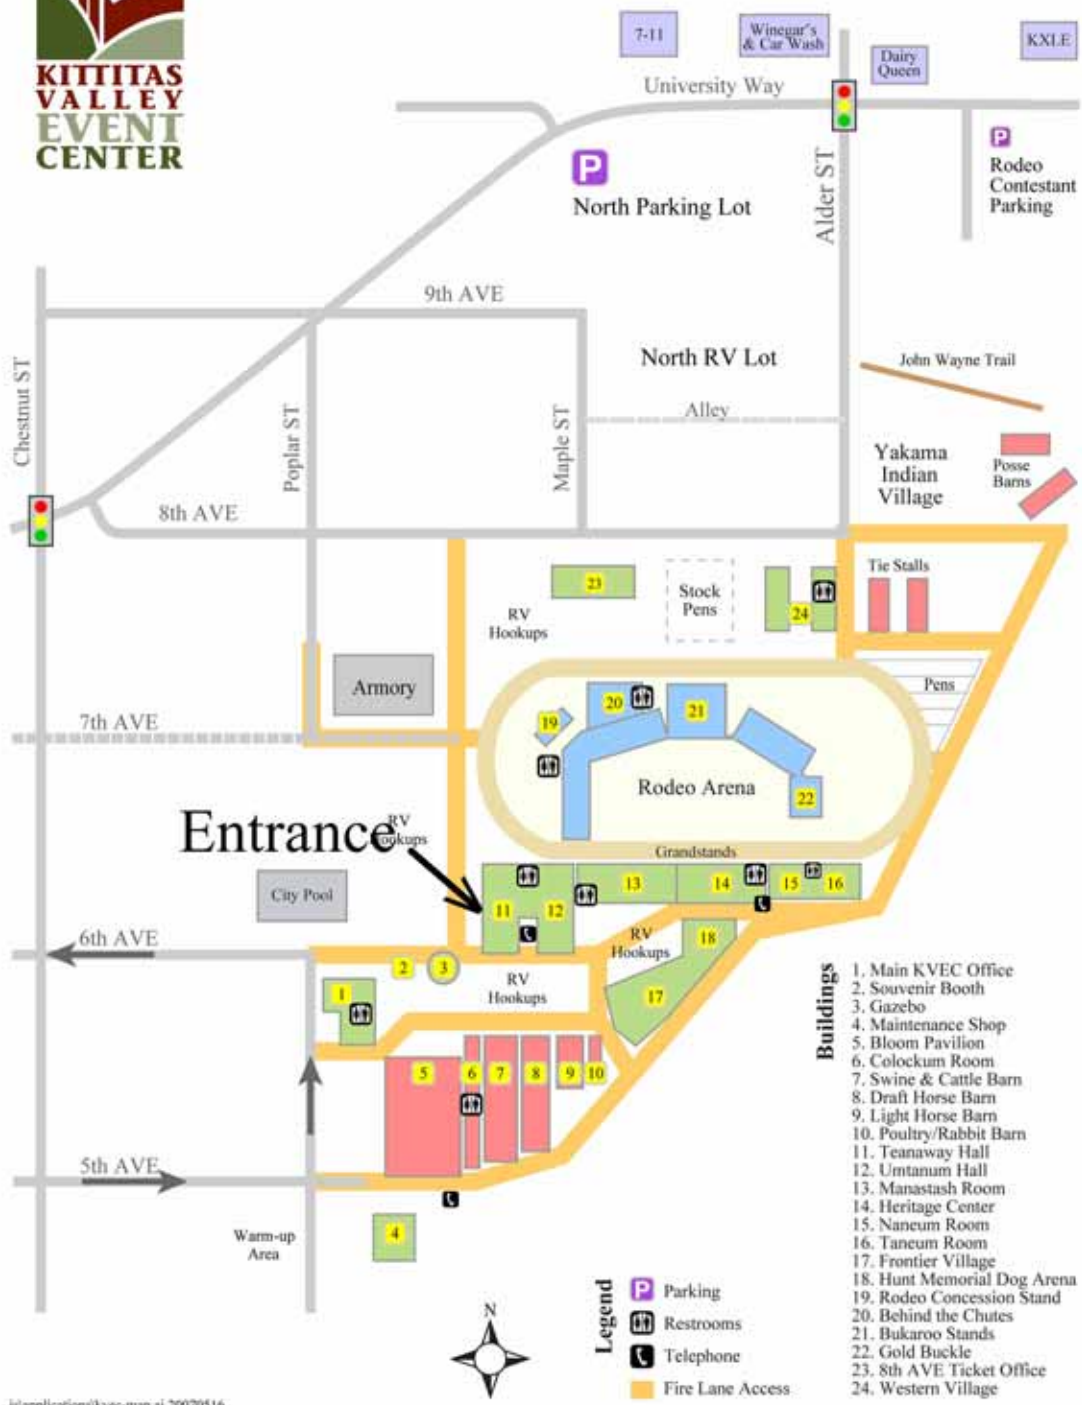 KITTITAS
VALLEY
EVENT
CENTER
7-11
Winegar's
& Car Wash
Dairy
Queen
KXLE
University Way
P
North Parking Lot
Alder ST
P
Rodeo
Contestant
Parking
9th AVE
North RV Lot
John Wayne Trail
Chestnut ST
Poplar ST
Maple ST
Alley
Yakama
Indian
Village
Posse
Barns
8th AVE
23
Stock
Pens
24
Tie Stalls
RV
Hookups
Armory
Pens
7th AVE
19
20
21
Rodeo Arena
22
Entrance
RV
Hookups
Grandstands
City Pool
11
12
13
14
15
16
6th AVE
2
3
RV
Hookups
18
RV
Hookups
17
1
5
6
7
8
9
10
5th AVE
4
Warm-up
Area
N
Legend
P Parking
Restrooms
Telephone
Fire Lane Access
Buildings
1. Main KVEC Office
2. Souvenir Booth
3. Gazebo
4. Maintenance Shop
5. Bloom Pavilion
6. Colockum Room
7. Swine & Cattle Barn
8. Draft Horse Barn
9. Light Horse Barn
10. Poultry/Rabbit Barn
11. Teanaway Hall
12. Umtanum Hall
13. Manastash Room
14. Heritage Center
15. Naneum Room
16. Taneum Room
17. Frontier Village
18. Hunt Memorial Dog Arena
19. Rodeo Concession Stand
20. Behind the Chutes
21. Bukaroo Stands
22. Gold Buckle
23. 8th AVE Ticket Office
24. Western Village